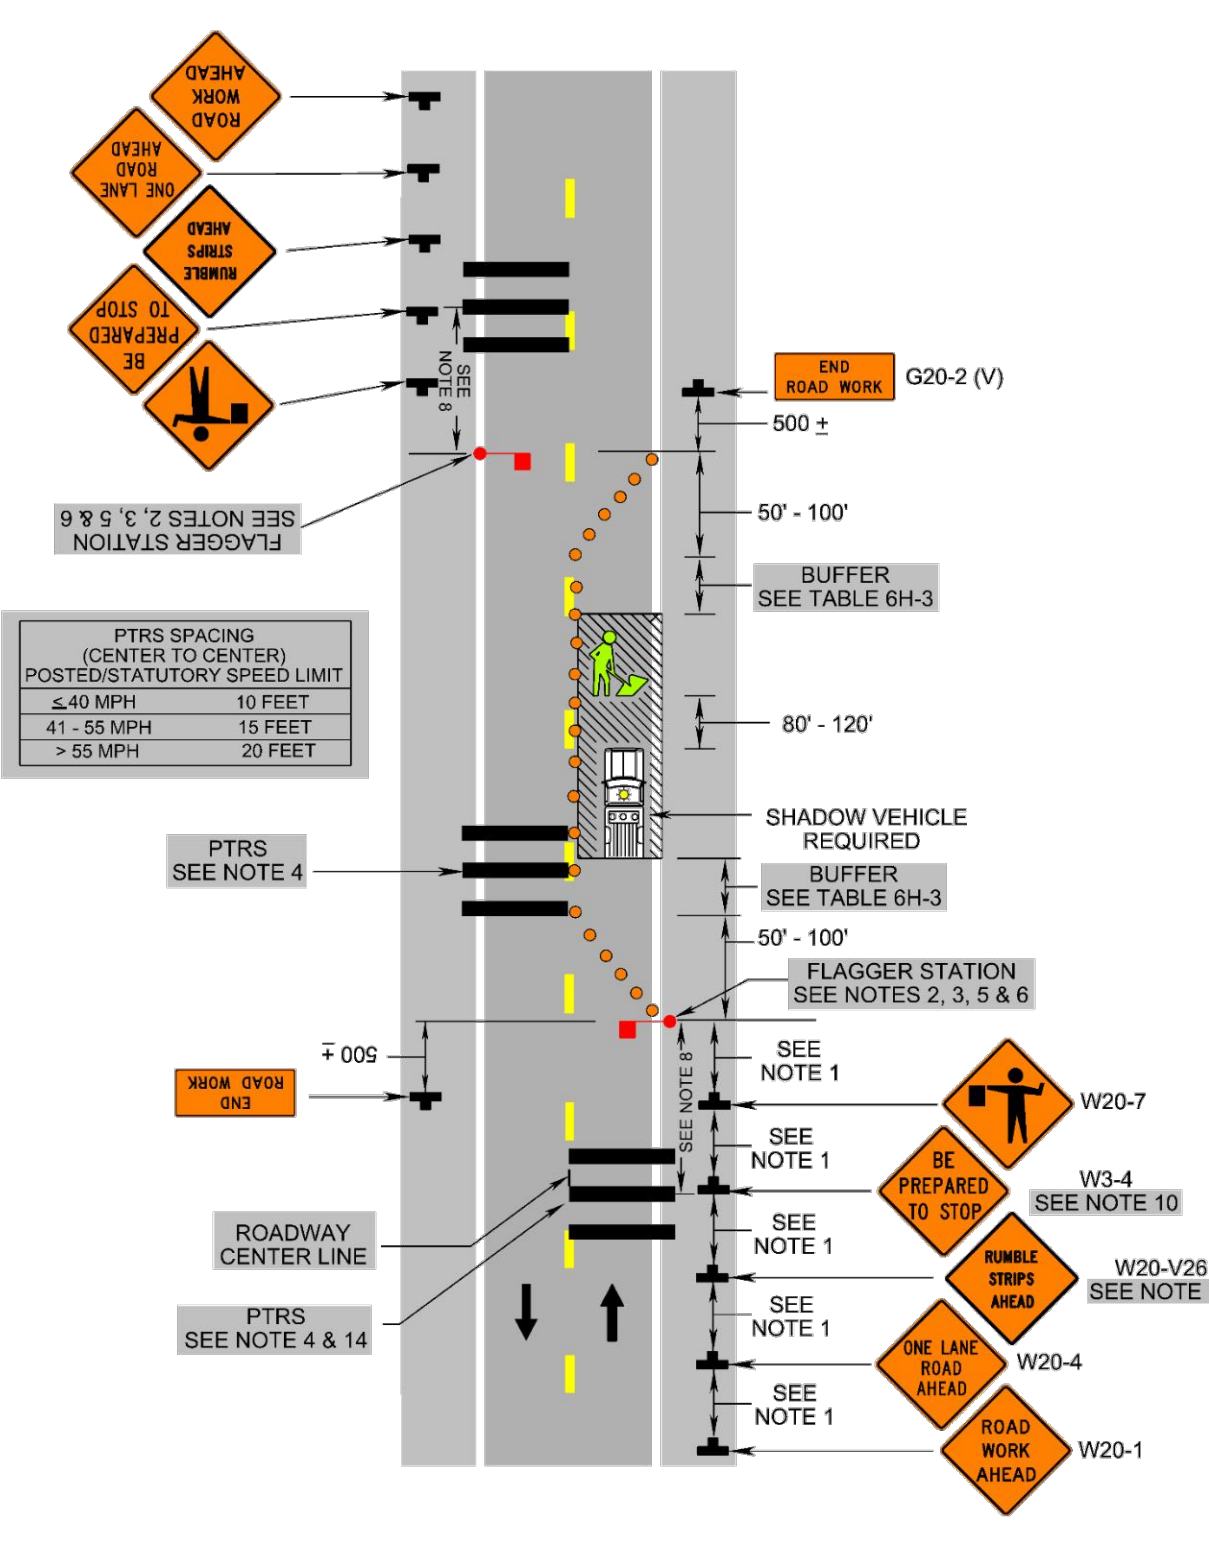 ROAD
WORK
AHEAD
ONE LANE
ROAD
AHEAD
RUMBLE
STRIPS
AHEAD
BE
PREPARED
TO STOP
SEE
NOTE 8
END
ROAD WORK
G20-2 (V)
500 ±
FLAGGER STATION
SEE NOTES 2, 3, 5 & 6
50' - 100'
BUFFER
SEE TABLE 6H-3
PTRS SPACING
(CENTER TO CENTER)
POSTED/STATUTORY SPEED LIMIT
≤40 MPH 10 FEET
41 - 55 MPH 15 FEET
> 55 MPH 20 FEET
80' - 120'
SHADOW VEHICLE
REQUIRED
PTRS
SEE NOTE 4
BUFFER
SEE TABLE 6H-3
50' - 100'
FLAGGER STATION
SEE NOTES 2, 3, 5 & 6
500 ±
END
ROAD WORK
SEE NOTE 8
SEE
NOTE 1
W20-7
SEE
NOTE 1
BE
PREPARED
TO STOP
W3-4
SEE NOTE 10
ROADWAY
CENTER LINE
SEE
NOTE 1
RUMBLE
STRIPS
AHEAD
W20-V26
SEE NOTE
PTRS
SEE NOTE 4 & 14
SEE
NOTE 1
ONE LANE
ROAD
AHEAD
W20-4
SEE
NOTE 1
ROAD
WORK
AHEAD
W20-1